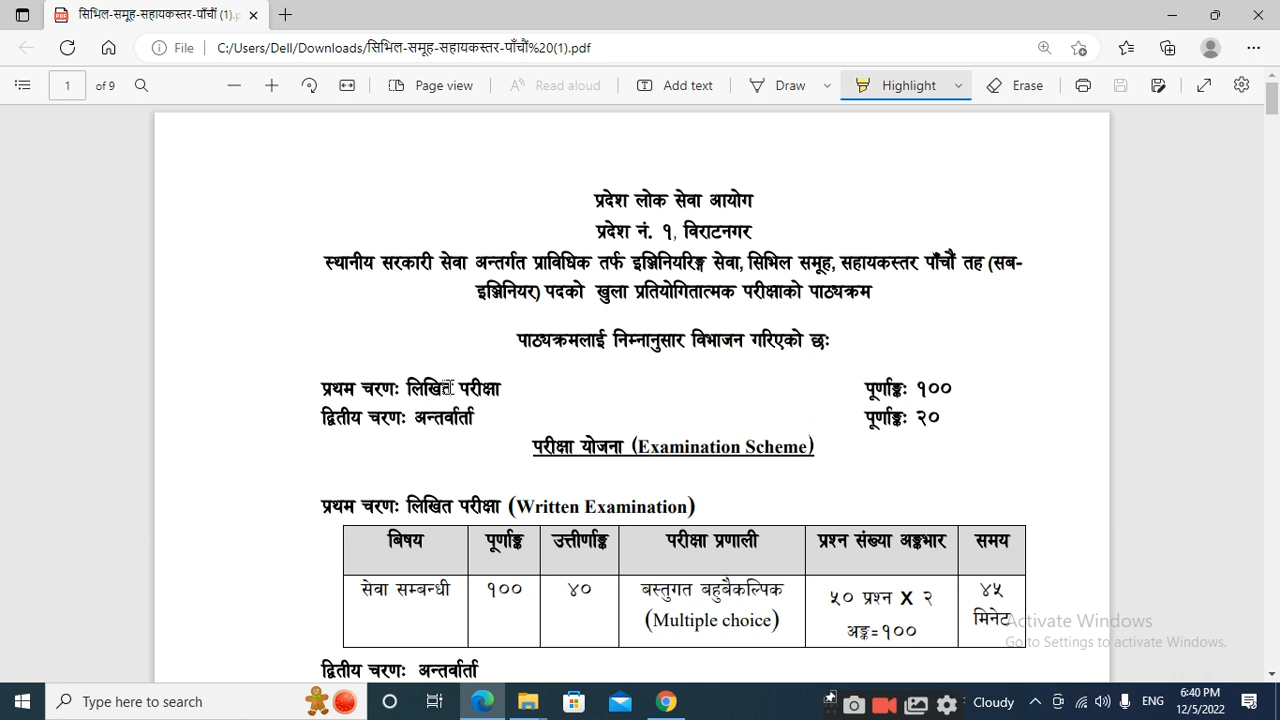 सिभिल-समूह-सहायकस्तर-पाँचौं (1).p
File C:/Users/Dell/Downloads/सिभिल-समूह-सहायकस्तर-पाँचौं%20(1).pdf
1 of 9 Page view Read aloud Add text Draw Highlight Erase
प्रदेश लोक सेवा आयोग
प्रदेश नं. १, विराटनगर
स्थानीय सरकारी सेवा अन्तर्गत प्राविधिक तर्फ इञ्जिनियरिङ्ग सेवा, सिभिल समूह, सहायकस्तर पाँचौं तह (सब-
इञ्जिनियर) पदको खुला प्रतियोगितात्मक परीक्षाको पाठ्यक्रम
पाठ्यक्रमलाई निम्नानुसार विभाजन गरिएको छः
प्रथम चरणः लिखित परीक्षा पूर्णाङ्कः १००
द्वितीय चरणः अन्तर्वार्ता पूर्णाङ्कः २०
परीक्षा योजना (Examination Scheme)
प्रथम चरणः लिखित परीक्षा (Written Examination)
बिषय पूर्णाङ्क उत्तीर्णाङ्क परीक्षा प्रणाली प्रश्न संख्या अङ्कभार समय
सेवा सम्बन्धी १०० ४० बस्तुगत बहुबैकल्पिक ५० प्रश्न X २ ४५
(Multiple choice) अङ्क=१०० मिनेट
Activate Windows
Go to Settings to activate Windows.
द्वितीय चरणः अन्तर्वार्ता
Type here to search Cloudy ENG 6:40 PM
12/5/2022